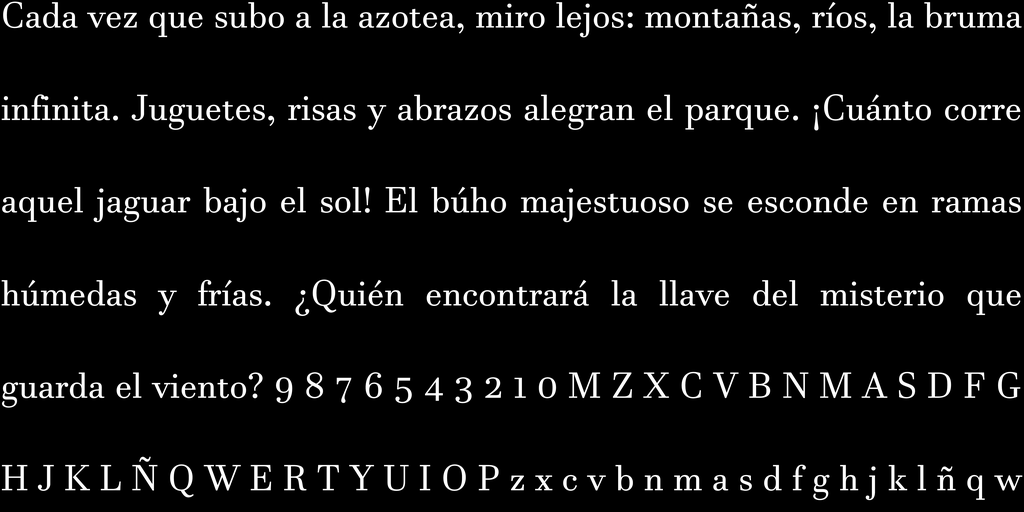 Cada vez que subo a la azotea, miro lejos: montañas, ríos, la bruma
infinita. Juguetes, risas y abrazos alegran el parque. ¡Cuánto corre
aquel jaguar bajo el sol! El búho majestuoso se esconde en ramas
húmedas y frías. ¿Quién encontrará la llave del misterio que
guarda el viento? 9 8 7 6 5 4 3 2 1 0 M Z X C V B N M A S D F G
H J K L Ñ Q W E R T Y U I O P z x c v b n m a s d f g h j k l ñ q w